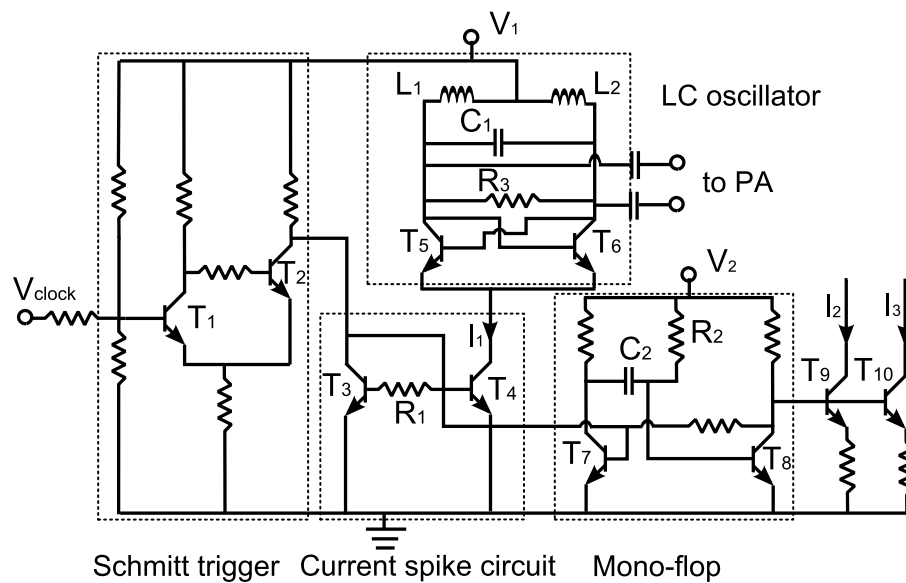 V1
L1
L2
LC oscillator
C1
R3
to PA
T5
T6
Vclock
T1
T2
V2
I1
I2
I3
C2
R2
T3
R1
T4
T9
T10
T7
T8
Schmitt trigger
Current spike circuit
Mono-flop